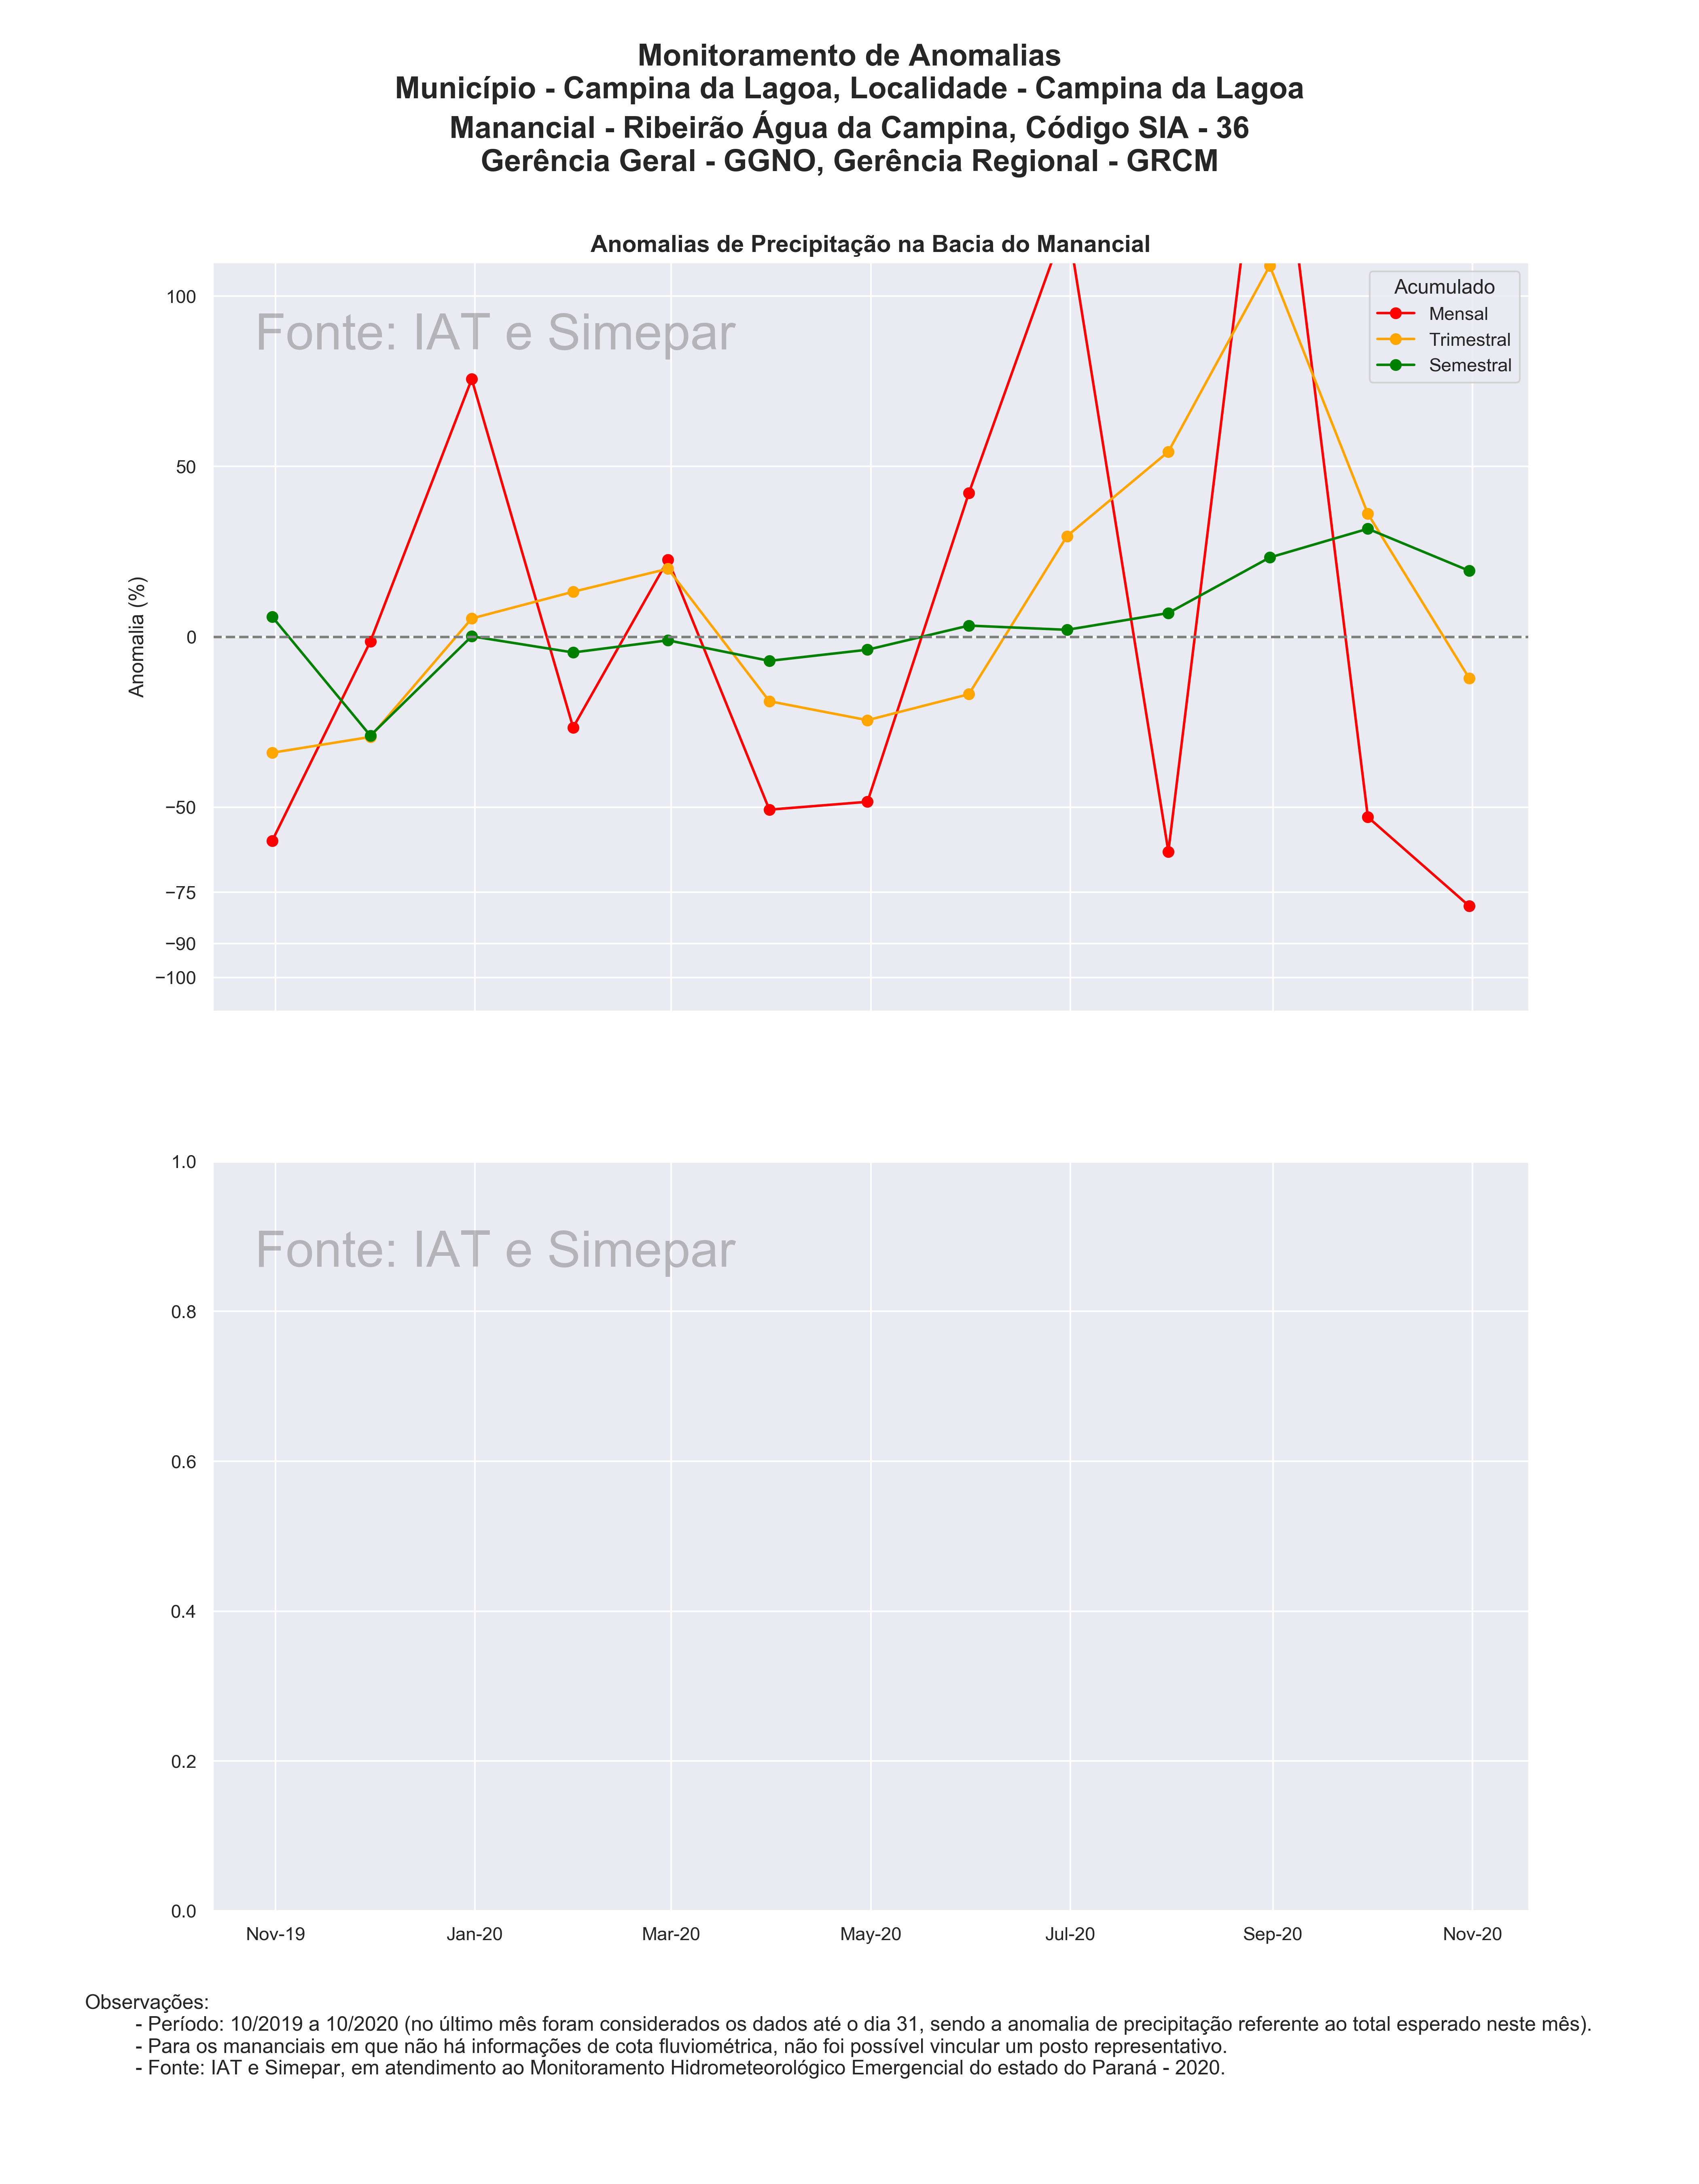 Monitoramento de Anomalias
Município - Campina da Lagoa, Localidade - Campina da Lagoa
Manancial - Ribeirão Água da Campina, Código SIA - 36
Gerência Geral - GGNO, Gerência Regional - GRCM
Anomalias de Precipitação na Bacia do Manancial
Fonte: IAT e Simepar
Acumulado
Mensal
Trimestral
Semestral
Anomalia (%)
100
50
0
−50
−75
−90
−100
Fonte: IAT e Simepar
1.0
0.8
0.6
0.4
0.2
0.0
Nov-19 Jan-20 Mar-20 May-20 Jul-20 Sep-20 Nov-20
Observações:
- Período: 10/2019 a 10/2020 (no último mês foram considerados os dados até o dia 31, sendo a anomalia de precipitação referente ao total esperado neste mês).
- Para os mananciais em que não há informações de cota fluviométrica, não foi possível vincular um posto representativo.
- Fonte: IAT e Simepar, em atendimento ao Monitoramento Hidrometeorológico Emergencial do estado do Paraná - 2020.